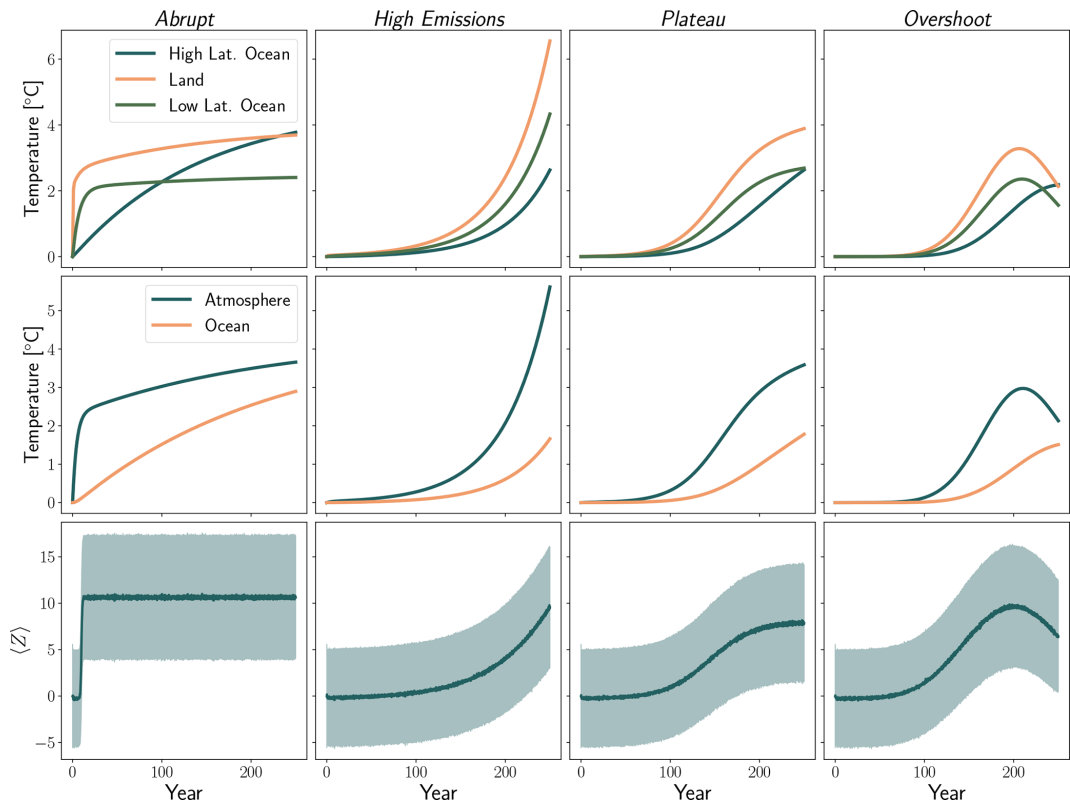 Abrupt High Emissions Plateau Overshoot
High Lat. Ocean
Land
Low Lat. Ocean
Temperature [°C]
6
4
2
0
Atmosphere
Ocean
Temperature [°C]
5
4
3
2
1
0
⟨Z⟩
15
10
5
0
−5
0 100 200 0 100 200 0 100 200 0 100 200
Year Year Year Year